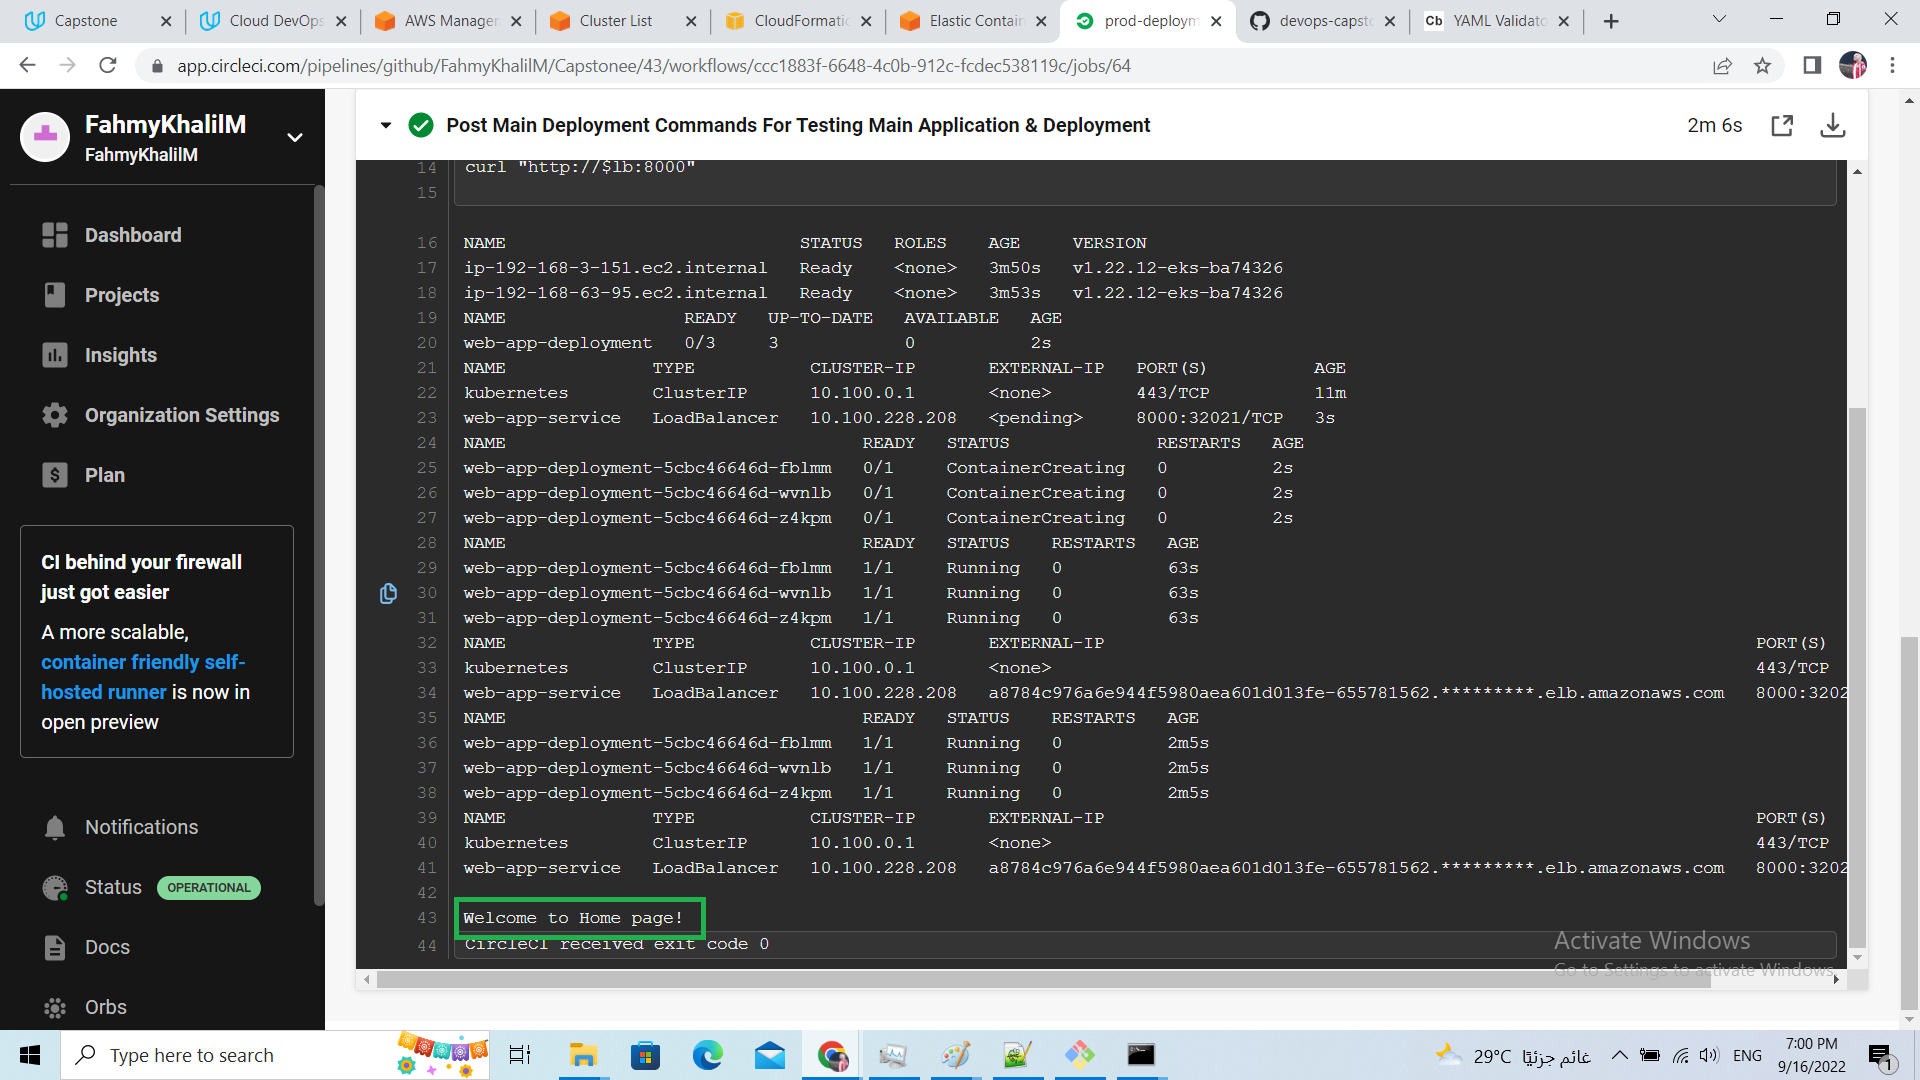 Capstone
Cloud DevOps
AWS Managem
Cluster List
CloudFormatic
Elastic Contain
prod-deploym
devops-capsto
Cb YAML Validato
app.circleci.com/pipelines/github/FahmyKhalilM/Capstonee/43/workflows/ccc1883f-6648-4c0b-912c-fcdec538119c/jobs/64
FahmyKhalilM
FahmyKhalilM
Dashboard
Projects
Insights
Organization Settings
Plan
CI behind your firewall
just got easier
A more scalable,
container friendly self-
hosted runner is now in
open preview
Notifications
Status OPERATIONAL
Docs
Orbs
Post Main Deployment Commands For Testing Main Application & Deployment 2m 6s
14 curl "http://$lb:8000"
15
16 NAME STATUS ROLES AGE VERSION
17 ip-192-168-3-151.ec2.internal Ready <none> 3m50s v1.22.12-eks-ba74326
18 ip-192-168-63-95.ec2.internal Ready <none> 3m53s v1.22.12-eks-ba74326
19 NAME READY UP-TO-DATE AVAILABLE AGE
20 web-app-deployment 0/3 3 0 2s
21 NAME TYPE CLUSTER-IP EXTERNAL-IP PORT(S) AGE
22 kubernetes ClusterIP 10.100.0.1 <none> 443/TCP 11m
23 web-app-service LoadBalancer 10.100.228.208 <pending> 8000:32021/TCP 3s
24 NAME READY STATUS RESTARTS AGE
25 web-app-deployment-5cbc46646d-fblmm 0/1 ContainerCreating 0 2s
26 web-app-deployment-5cbc46646d-wvnlb 0/1 ContainerCreating 0 2s
27 web-app-deployment-5cbc46646d-z4kpm 0/1 ContainerCreating 0 2s
28 NAME READY STATUS RESTARTS AGE
29 web-app-deployment-5cbc46646d-fblmm 1/1 Running 0 63s
30 web-app-deployment-5cbc46646d-wvnlb 1/1 Running 0 63s
31 web-app-deployment-5cbc46646d-z4kpm 1/1 Running 0 63s
32 NAME TYPE CLUSTER-IP EXTERNAL-IP PORT(S)
33 kubernetes ClusterIP 10.100.0.1 <none> 443/TCP
34 web-app-service LoadBalancer 10.100.228.208 a8784c976a6e944f5980aea601d013fe-655781562.*********.elb.amazonaws.com 8000:3202
35 NAME READY STATUS RESTARTS AGE
36 web-app-deployment-5cbc46646d-fblmm 1/1 Running 0 2m5s
37 web-app-deployment-5cbc46646d-wvnlb 1/1 Running 0 2m5s
38 web-app-deployment-5cbc46646d-z4kpm 1/1 Running 0 2m5s
39 NAME TYPE CLUSTER-IP EXTERNAL-IP PORT(S)
40 kubernetes ClusterIP 10.100.0.1 <none> 443/TCP
41 web-app-service LoadBalancer 10.100.228.208 a8784c976a6e944f5980aea601d013fe-655781562.*********.elb.amazonaws.com 8000:3202
42
43 Welcome to Home page!
44 CircleCI received exit code 0
Activate Windows
Go to Settings to activate Windows.
Type here to search
29°C غائم جزئيًا
ENG
7:00 PM
9/16/2022
1